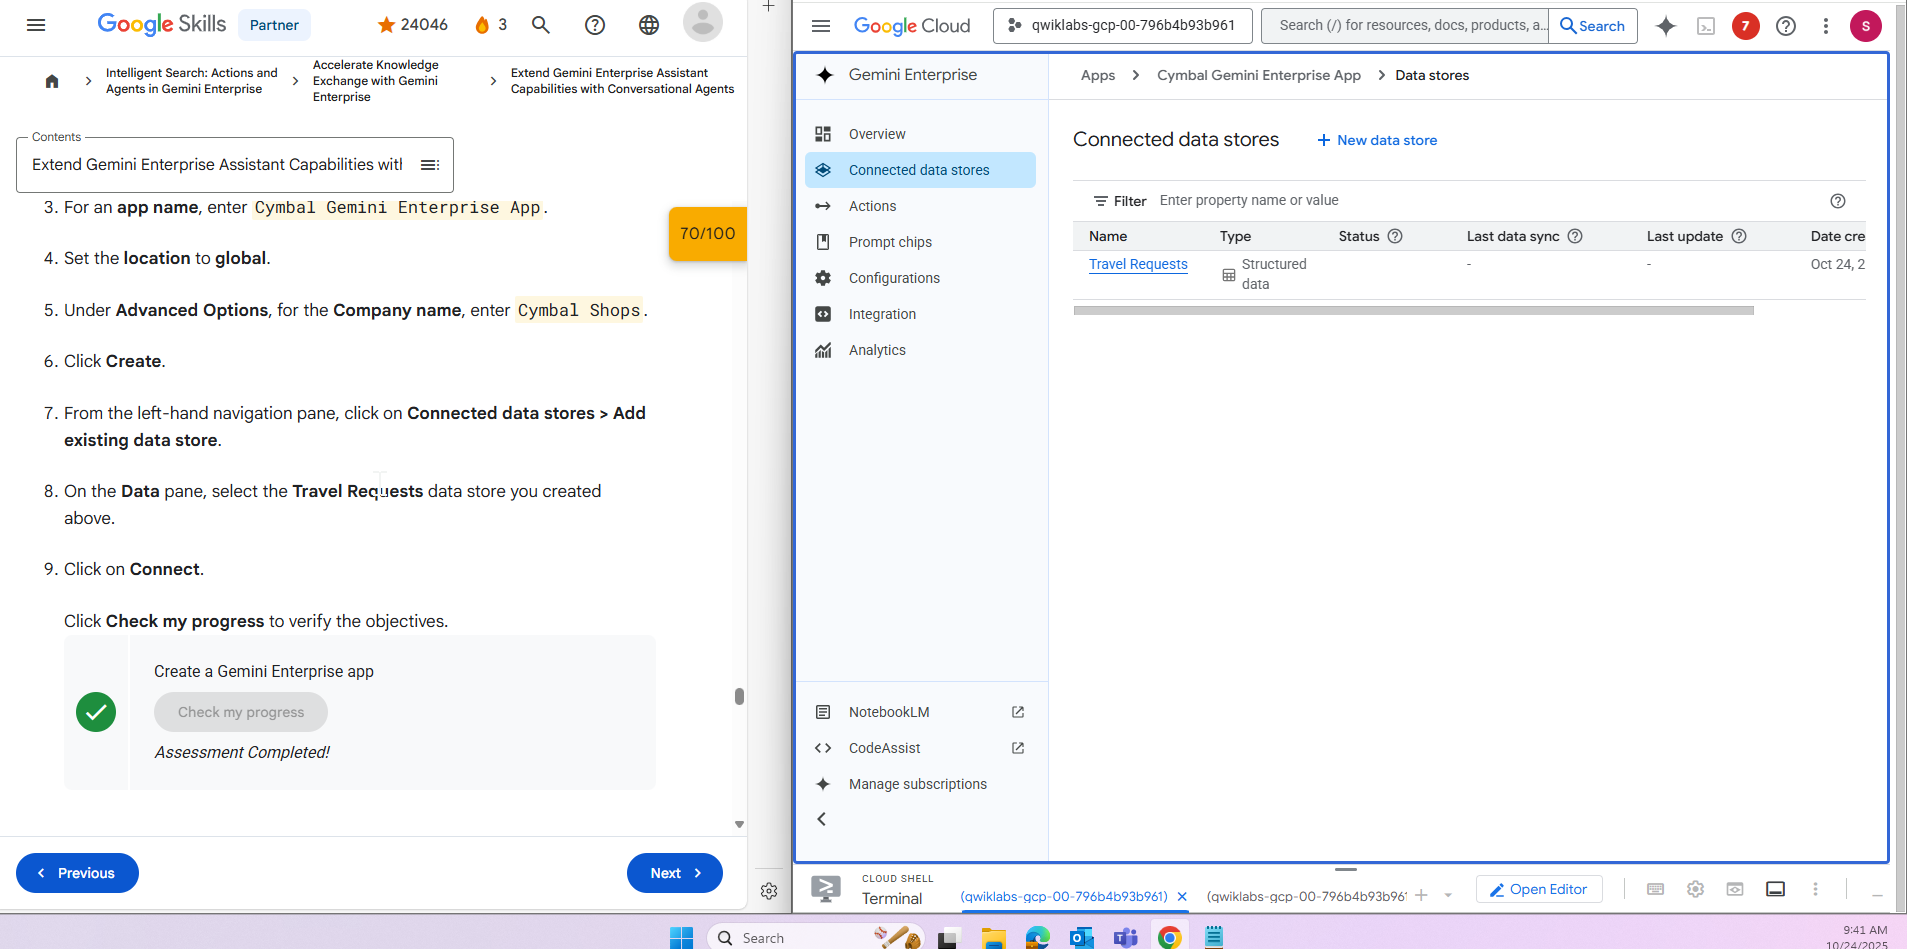 Google Skills
Partner
24046
3
Intelligent Search: Actions and
Agents in Gemini Enterprise
Accelerate Knowledge
Exchange with Gemini
Enterprise
Extend Gemini Enterprise Assistant
Capabilities with Conversational Agents
Contents
Extend Gemini Enterprise Assistant Capabilities with
3. For an app name, enter Cymbal Gemini Enterprise App.
70/100
4. Set the location to global.
5. Under Advanced Options, for the Company name, enter Cymbal Shops.
6. Click Create.
7. From the left-hand navigation pane, click on Connected data stores > Add
existing data store.
8. On the Data pane, select the Travel Requests data store you created
above.
9. Click on Connect.
Click Check my progress to verify the objectives.
Create a Gemini Enterprise app
Check my progress
Assessment Completed!
Previous
Next
Google Cloud
qwiklabs-gcp-00-796b4b93b961
Search (/) for resources, docs, products, a...
Search
7
S
Gemini Enterprise
Apps > Cymbal Gemini Enterprise App > Data stores
Overview
Connected data stores
Actions
Prompt chips
Configurations
Integration
Analytics
NotebookLM
CodeAssist
Manage subscriptions
Connected data stores
+ New data store
Filter Enter property name or value
Name Type Status Last data sync Last update Date cre
Travel Requests Structured data - - Oct 24, 2
CLOUD SHELL
Terminal
(qwiklabs-gcp-00-796b4b93b961) ×
(qwiklabs-gcp-00-796b4b93b961
Open Editor
Search
9:41 AM
10/24/2025